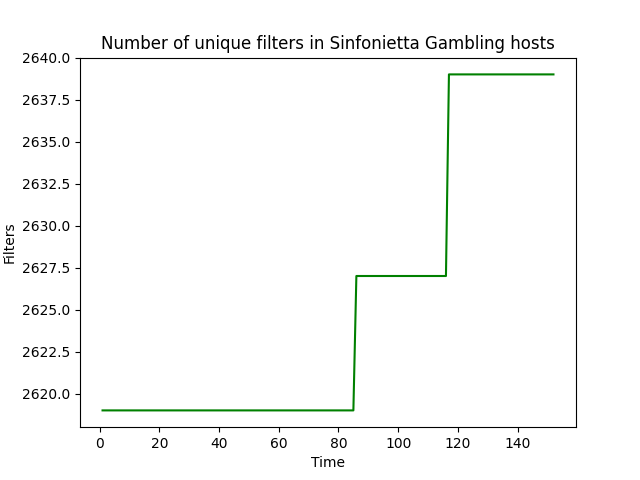 Number of unique filters in Sinfonietta Gambling hosts
2640.0
2637.5
2635.0
2632.5
2630.0
2627.5
2625.0
2622.5
2620.0
Filters
0 20 40 60 80 100 120 140
Time